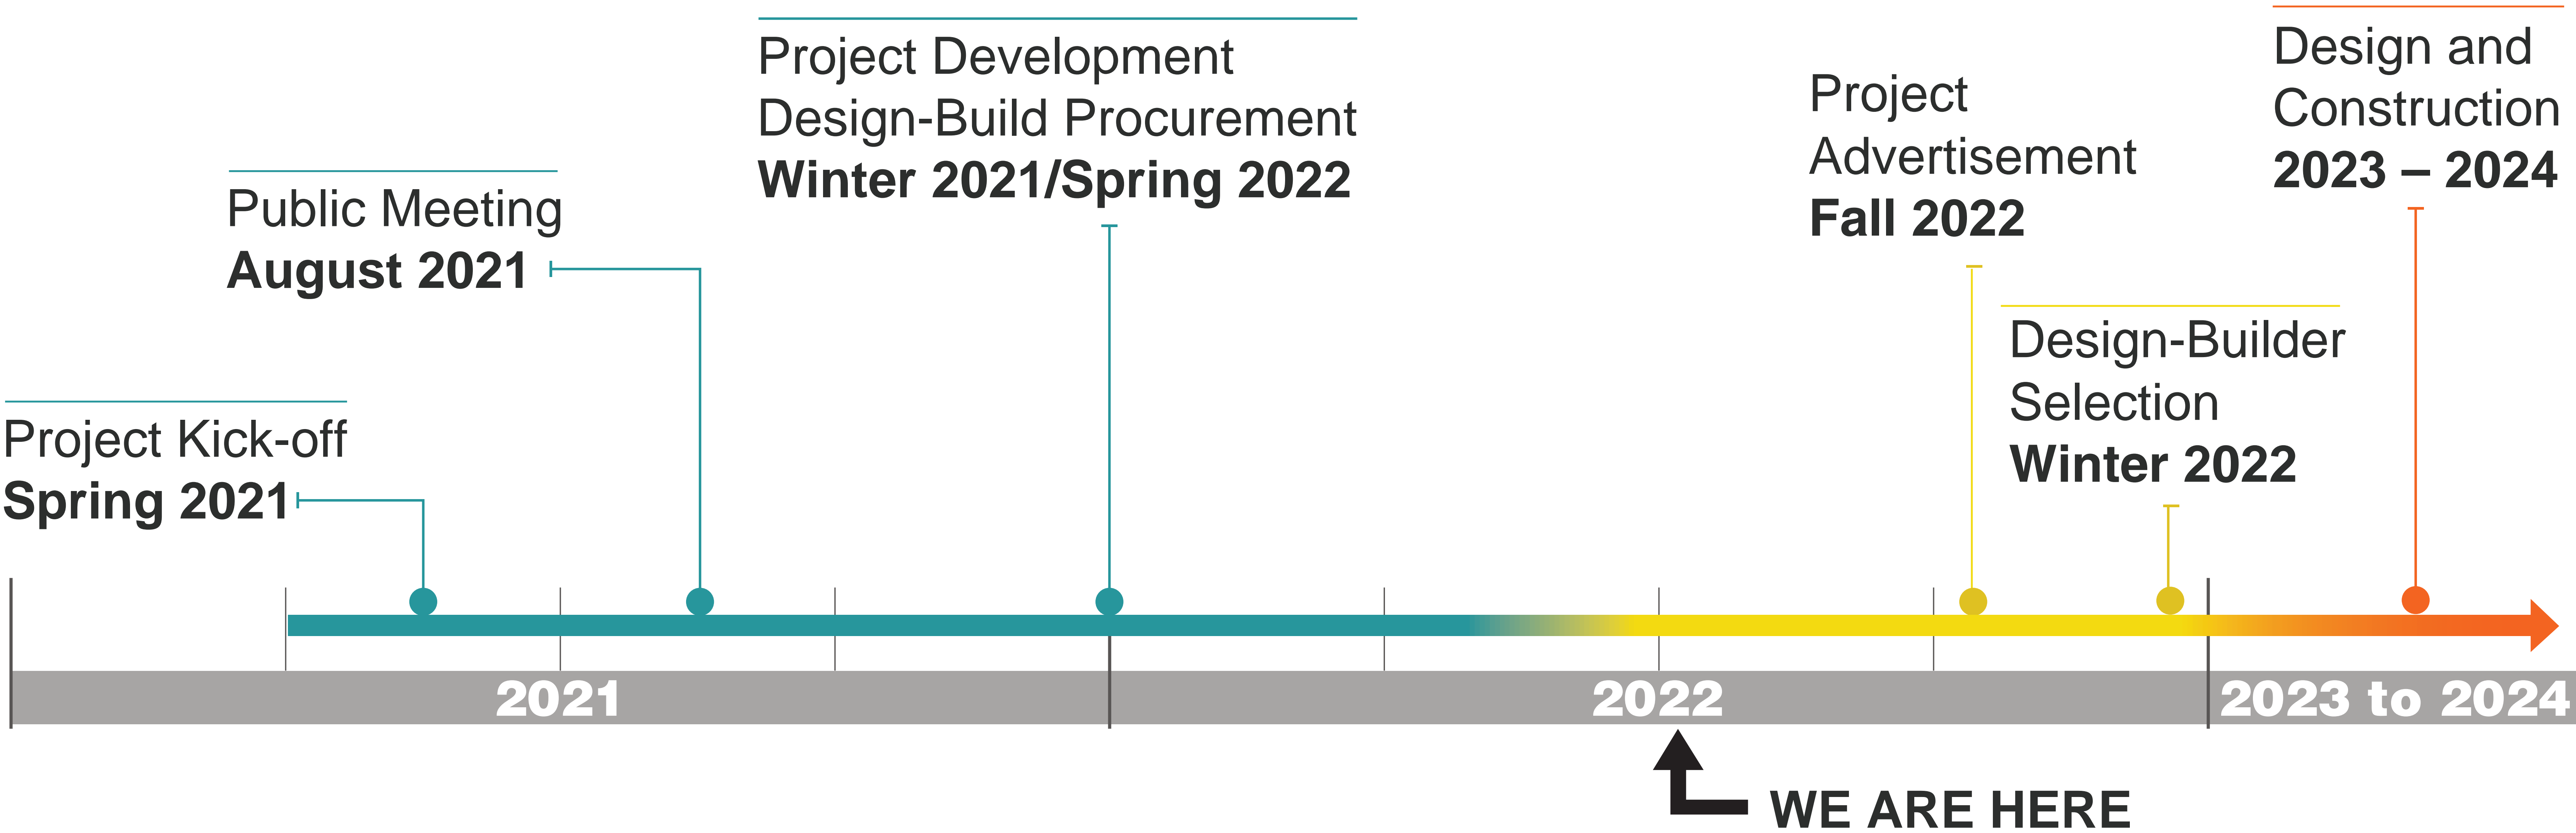 Project Kick-off
Spring 2021
Public Meeting
August 2021
Project Development
Design-Build Procurement
Winter 2021/Spring 2022
Project
Advertisement
Fall 2022
Design-Builder
Selection
Winter 2022
Design and
Construction
2023 – 2024
2021
2022
2023 to 2024
WE ARE HERE